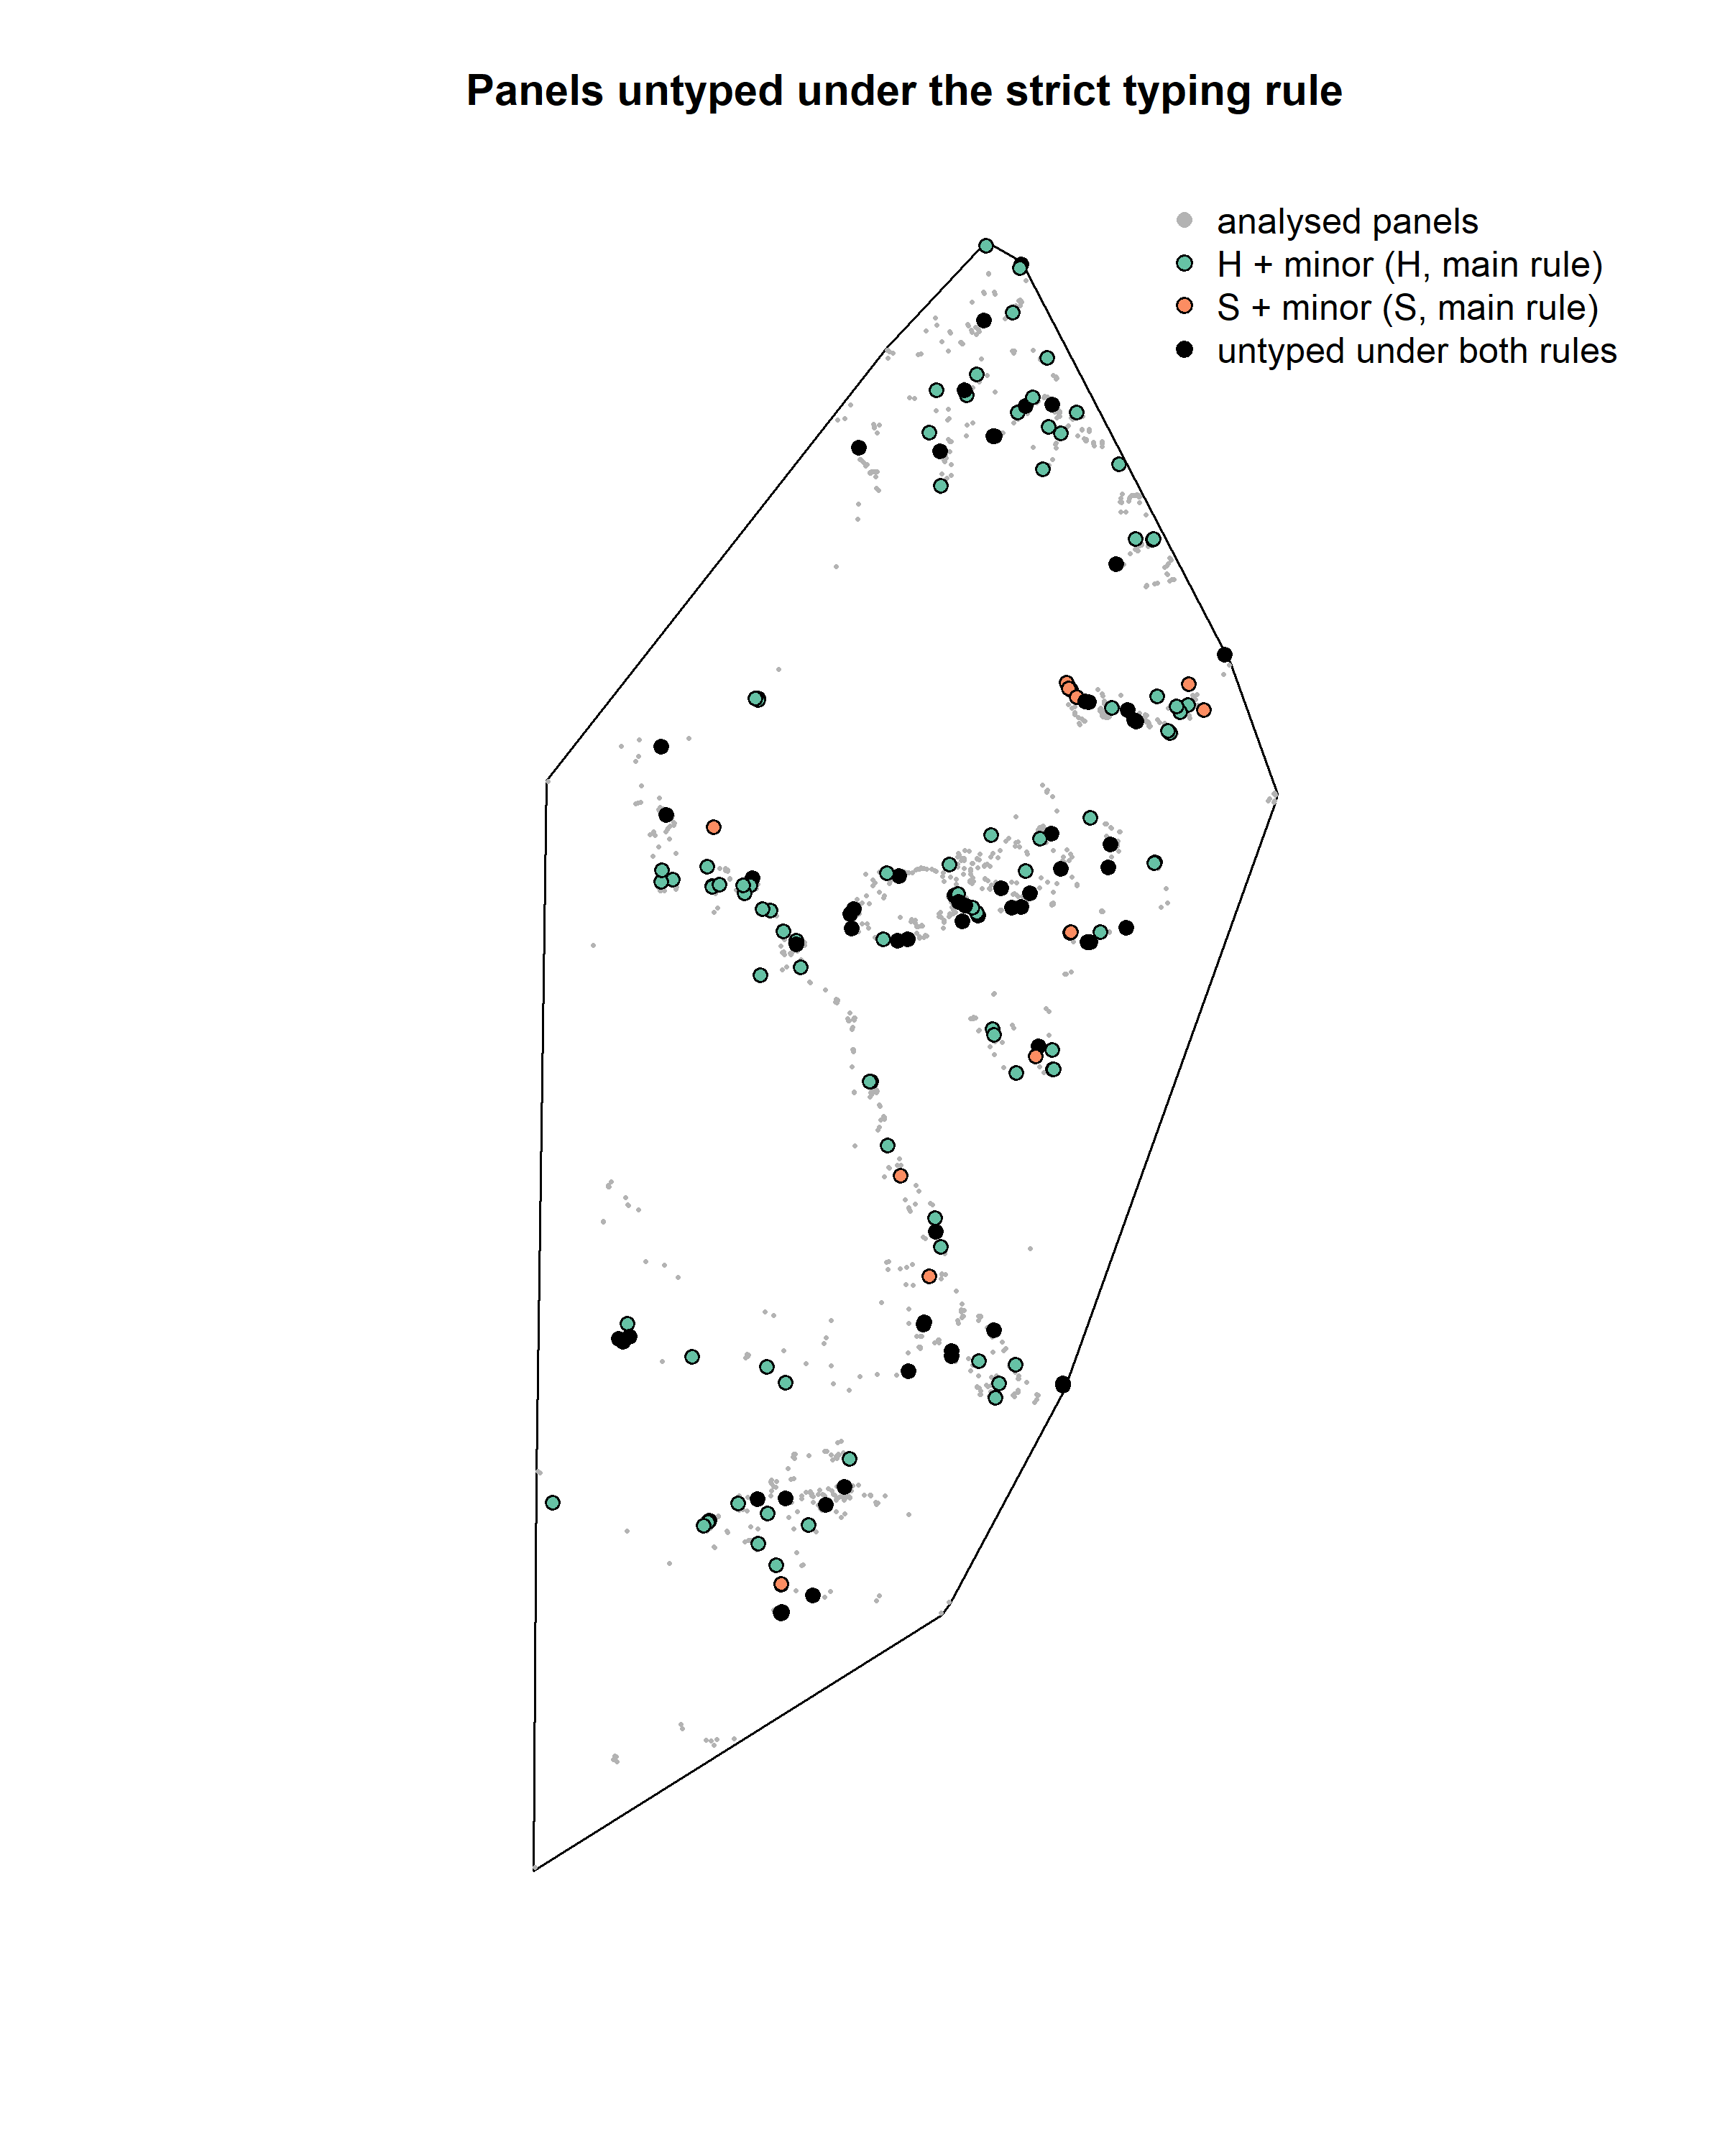 Panels untyped under the strict typing rule
analysed panels
H + minor (H, main rule)
S + minor (S, main rule)
untyped under both rules